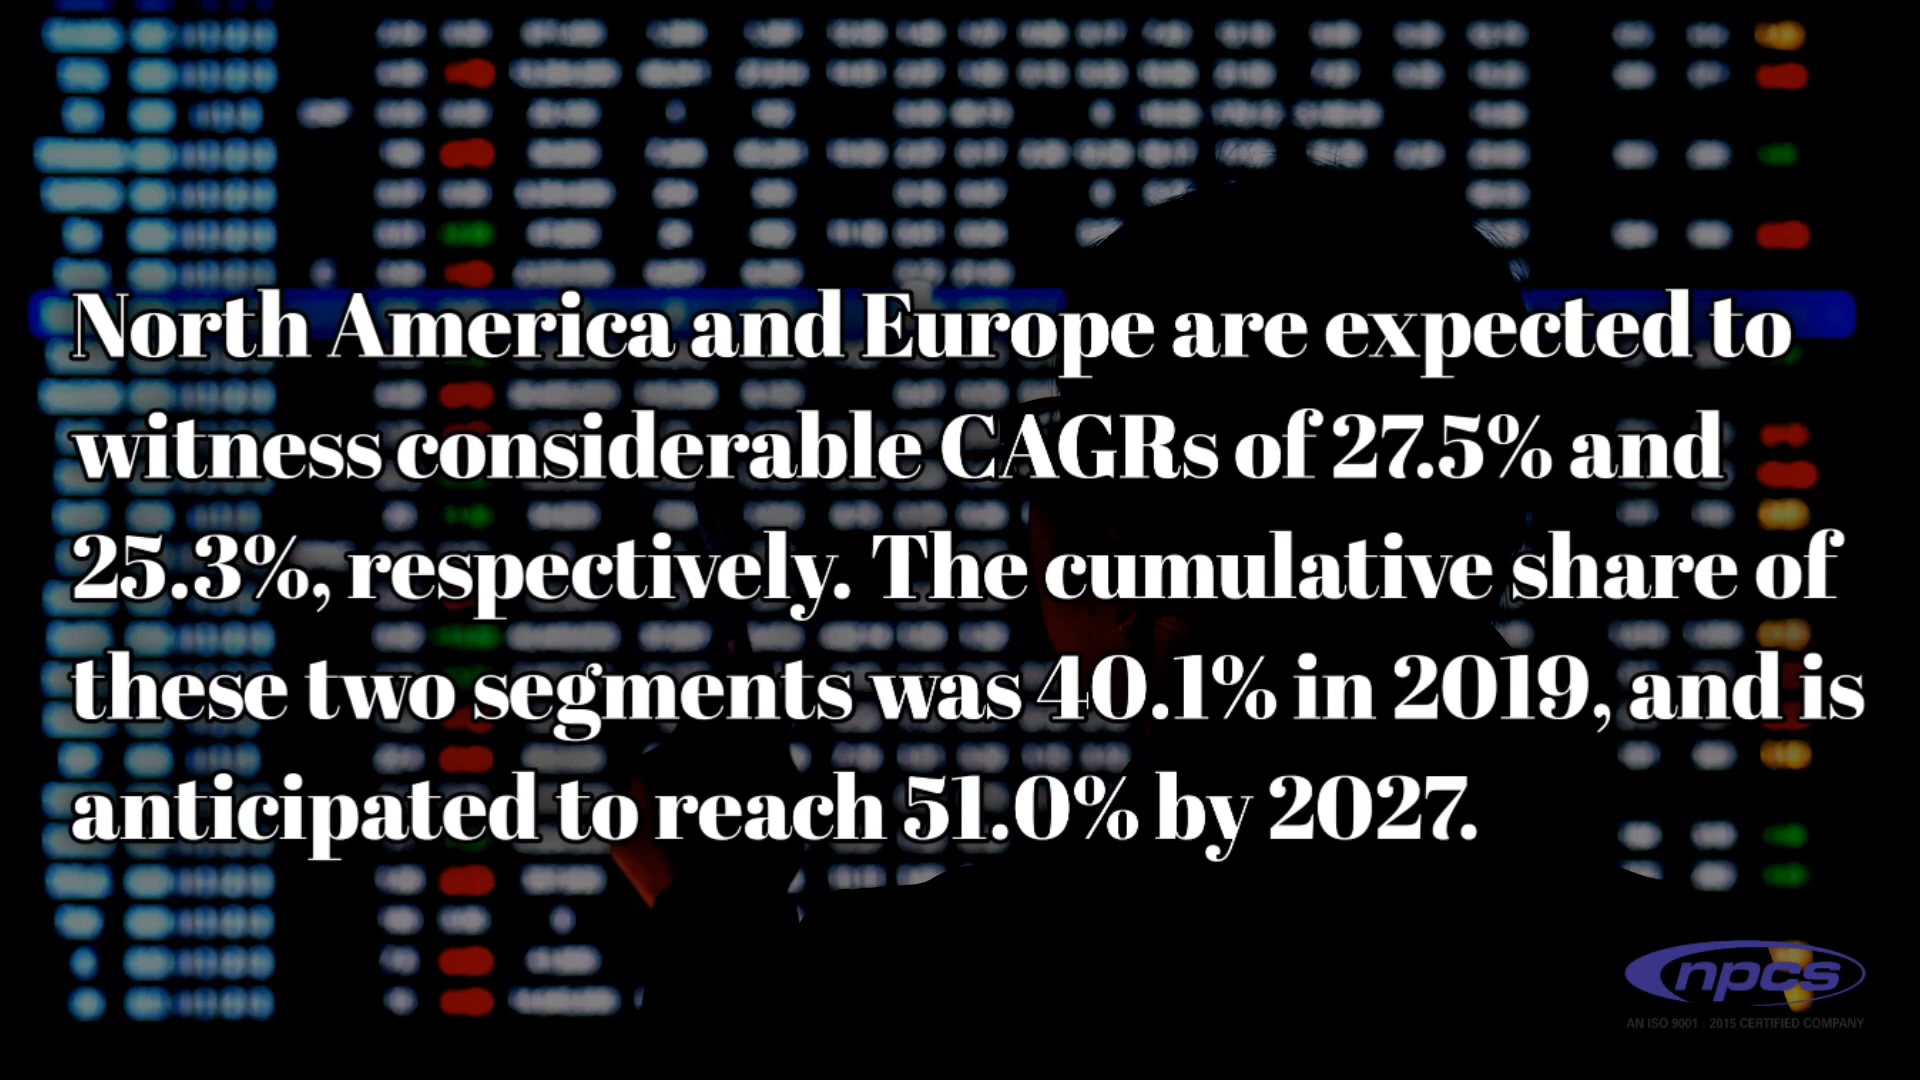 North America and Europe are expected to
witness considerable CAGRs of 27.5% and
25.3%, respectively. The cumulative share of
these two segments was 40.1% in 2019, and is
anticipated to reach 51.0% by 2027.
npcs
AN ISO 9001 : 2015 CERTIFIED COMPANY